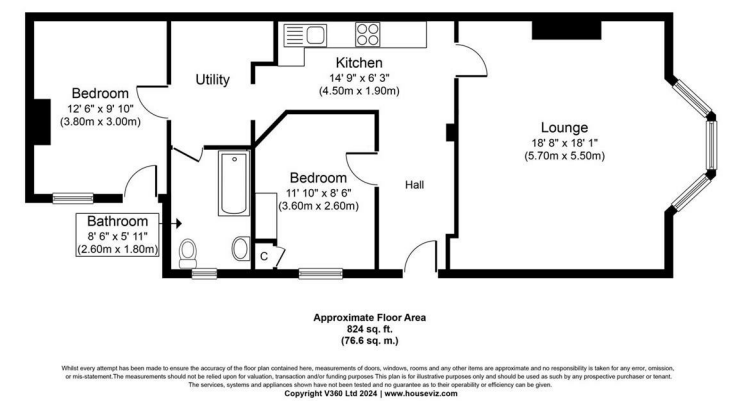 Kitchen
14' 9" x 6' 3"
(4.50m x 1.90m)
Utility
Bedroom
12' 6" x 9' 10"
(3.80m x 3.00m)
Lounge
18' 8" x 18' 1"
(5.70m x 5.50m)
Bedroom
11' 10" x 8' 6"
(3.60m x 2.60m)
Hall
Bathroom
8' 6" x 5' 11"
(2.60m x 1.80m)
C
Approximate Floor Area
824 sq. ft.
(76.6 sq. m.)
Whilst every attempt has been made to ensure the accuracy of the floor plan contained here, measurements of doors, windows, rooms and any other items are approximate and no responsibility is taken for any error, omission,
or mis-statement.The measurements should not be relied upon for valuation, transaction and/or funding purposes This plan is for illustrative purposes only and should be used as such by any prospective purchaser or tenant.
The services, systems and appliances shown have not been tested and no guarantee as to their operability or efficiency can be given.
Copyright V360 Ltd 2024 | www.houseviz.com